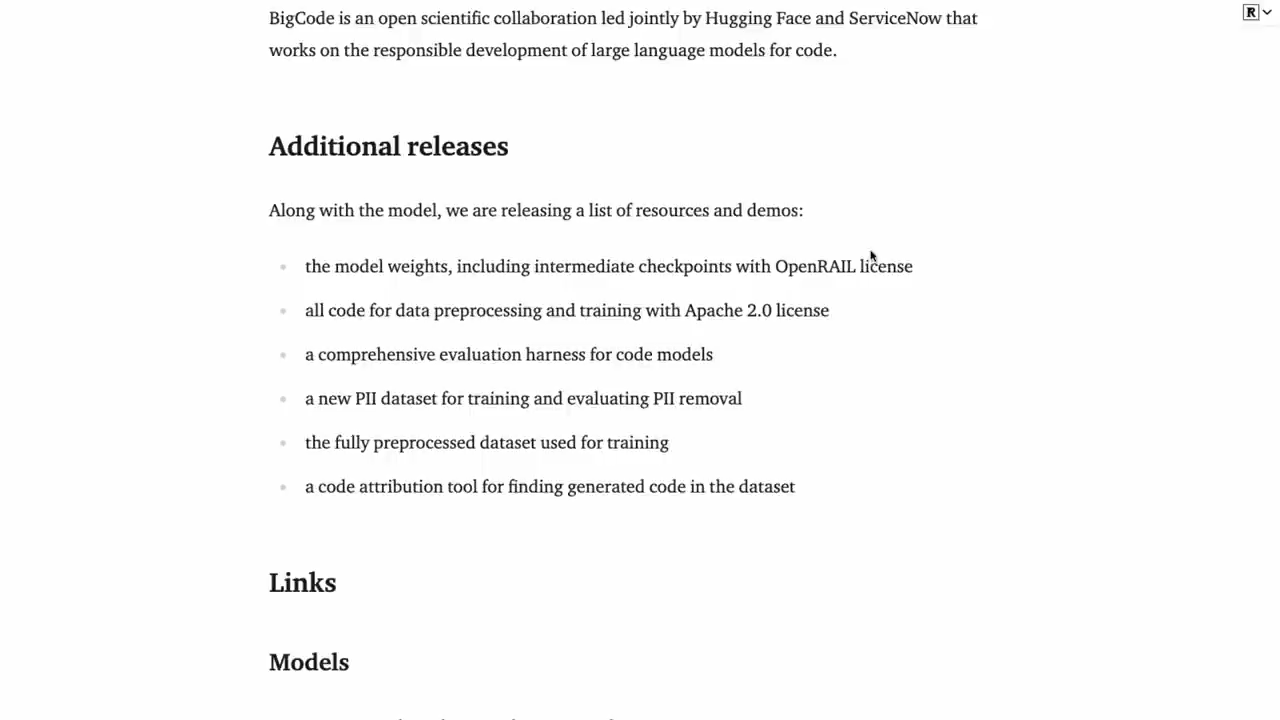 BigCode is an open scientific collaboration led jointly by Hugging Face and ServiceNow that
works on the responsible development of large language models for code.
R
Additional releases
Along with the model, we are releasing a list of resources and demos:
the model weights, including intermediate checkpoints with OpenRAIL license
all code for data preprocessing and training with Apache 2.0 license
a comprehensive evaluation harness for code models
a new PII dataset for training and evaluating PII removal
the fully preprocessed dataset used for training
a code attribution tool for finding generated code in the dataset
Links
Models